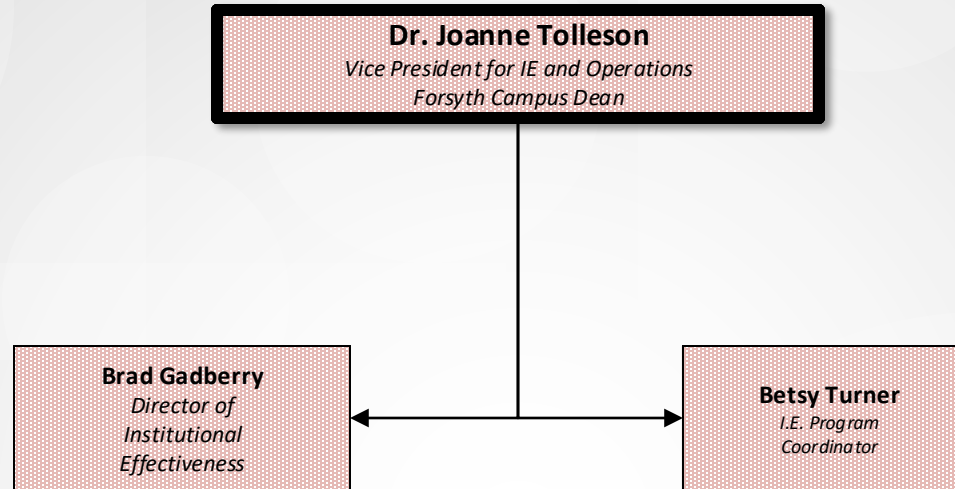 Dr. Joanne Tolleson
Vice President for IE and Operations
Forsyth Campus Dean
Brad Gadberry
Director of
Institutional
Effectiveness
Betsy Turner
I.E. Program
Coordinator